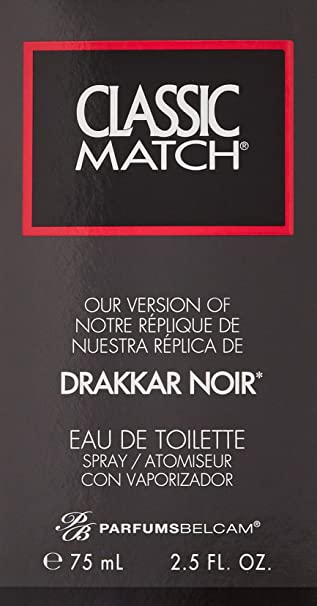 CLASSIC
MATCH®
OUR VERSION OF
NOTRE RÉPLIQUE DE
NUESTRA RÉPLICA DE
DRAKKAR NOIR*
EAU DE TOILETTE
SPRAY / ATOMISEUR
CON VAPORIZADOR
PB PARFUMSBELCAM®
℮ 75 mL 2.5 FL. OZ.